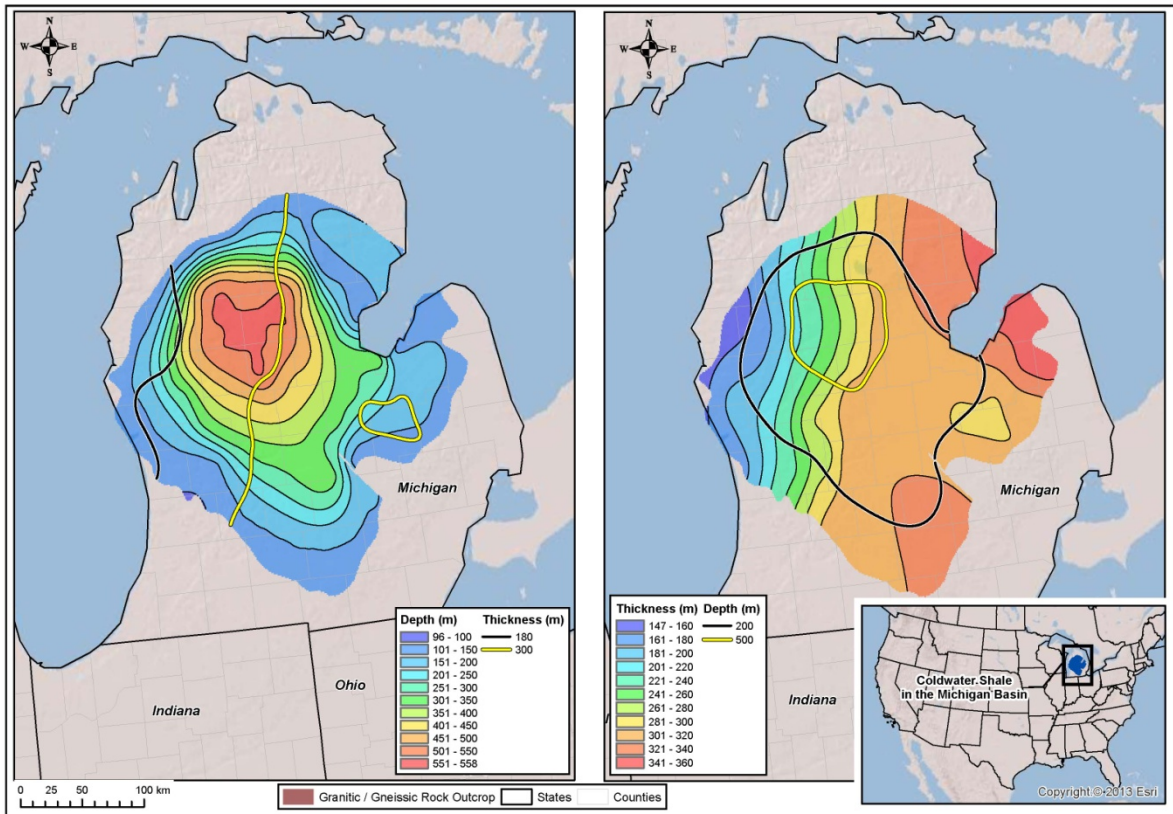 N
W E
S
Michigan
Indiana
Ohio
Depth (m) Thickness (m)
96 - 100 180
101 - 150 300
151 - 200
201 - 250
251 - 300
301 - 350
351 - 400
401 - 450
451 - 500
501 - 550
551 - 558
0 25 50 100 km
N
W E
S
Michigan
Indiana
Thickness (m) Depth (m)
147 - 160 200
161 - 180 500
181 - 200
201 - 220
221 - 240
241 - 260
261 - 280
281 - 300
301 - 320
321 - 340
341 - 360
Coldwater Shale
in the Michigan Basin
Copyright © 2013 Esri
Granitic / Gneissic Rock Outcrop States Counties